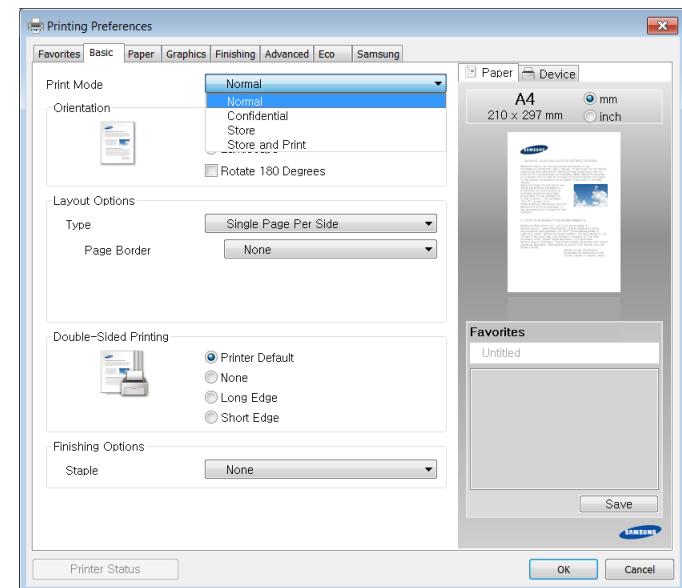 Printing Preferences
Favorites Basic Paper Graphics Finishing Advanced Eco Samsung
Print Mode
Normal
Normal
Confidential
Store
Store and Print
Orientation
Rotate 180 Degrees
Layout Options
Type
Single Page Per Side
Page Border
None
Double-Sided Printing
Printer Default
None
Long Edge
Short Edge
Finishing Options
Staple
None
Paper Device
A4
210 x 297 mm
mm
inch
SAMSUNG
Favorites
Untitled
Save
SAMSUNG
Printer Status
OK
Cancel